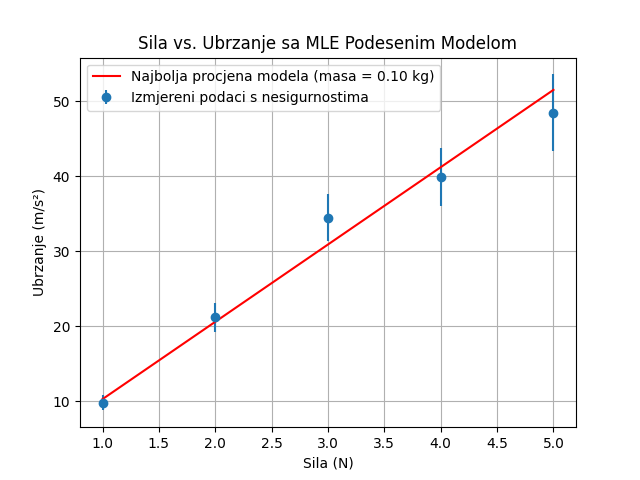 Sila vs. Ubrzanje sa MLE Podesenim Modelom
Najbolja procjena modela (masa = 0.10 kg)
Izmjereni podaci s nesigurnostima
Ubrzanje (m/s²)
50
40
30
20
10
1.0 1.5 2.0 2.5 3.0 3.5 4.0 4.5 5.0
Sila (N)